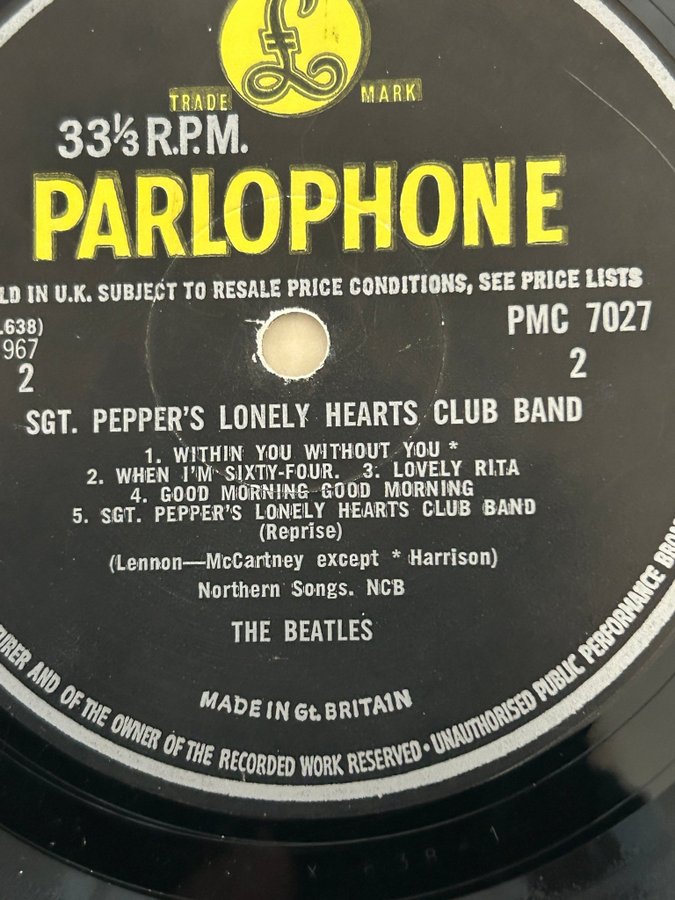 £
TRADE MARK
33⅓ R.P.M.
PARLOPHONE
LD IN U.K. SUBJECT TO RESALE PRICE CONDITIONS, SEE PRICE LISTS
.638)
967
2
PMC 7027
2
SGT. PEPPER'S LONELY HEARTS CLUB BAND
1. WITHIN YOU WITHOUT YOU *
2. WHEN I'M SIXTY-FOUR. 3. LOVELY RITA
4. GOOD MORNING GOOD MORNING
5. SGT. PEPPER'S LONELY HEARTS CLUB BAND
(Reprise)
(Lennon—McCartney except * Harrison)
Northern Songs. NCB
THE BEATLES
MADE IN Gt. BRITAIN
URER AND OF THE OWNER OF THE RECORDED WORK RESERVED • UNAUTHORISED PUBLIC PERFORMANCE BRO